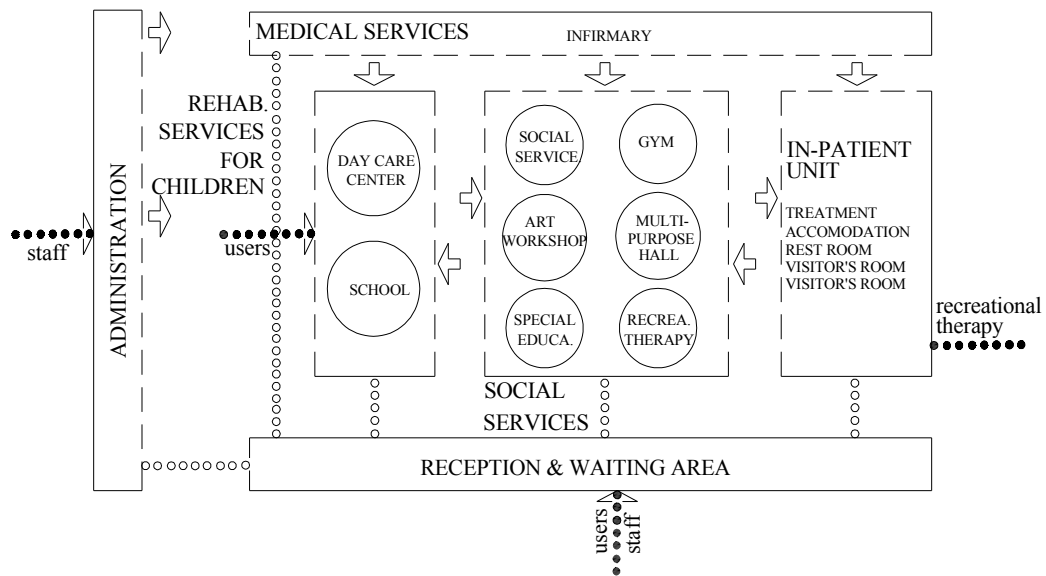 MEDICAL SERVICES
INFIRMARY
REHAB.
SERVICES
FOR
CHILDREN
ADMINISTRATION
staff
users
DAY CARE
CENTER
SCHOOL
SOCIAL
SERVICE.
GYM
ART
WORKSHOP
MULTI-
PURPOSE
HALL
SPECIAL
EDUCA.
RECREA.
THERAPY
IN-PATIENT
UNIT
TREATMENT
ACCOMODATION
REST ROOM
VISITOR'S ROOM
VISITOR'S ROOM
recreational
therapy
SOCIAL
SERVICES
RECEPTION & WAITING AREA
users
staff